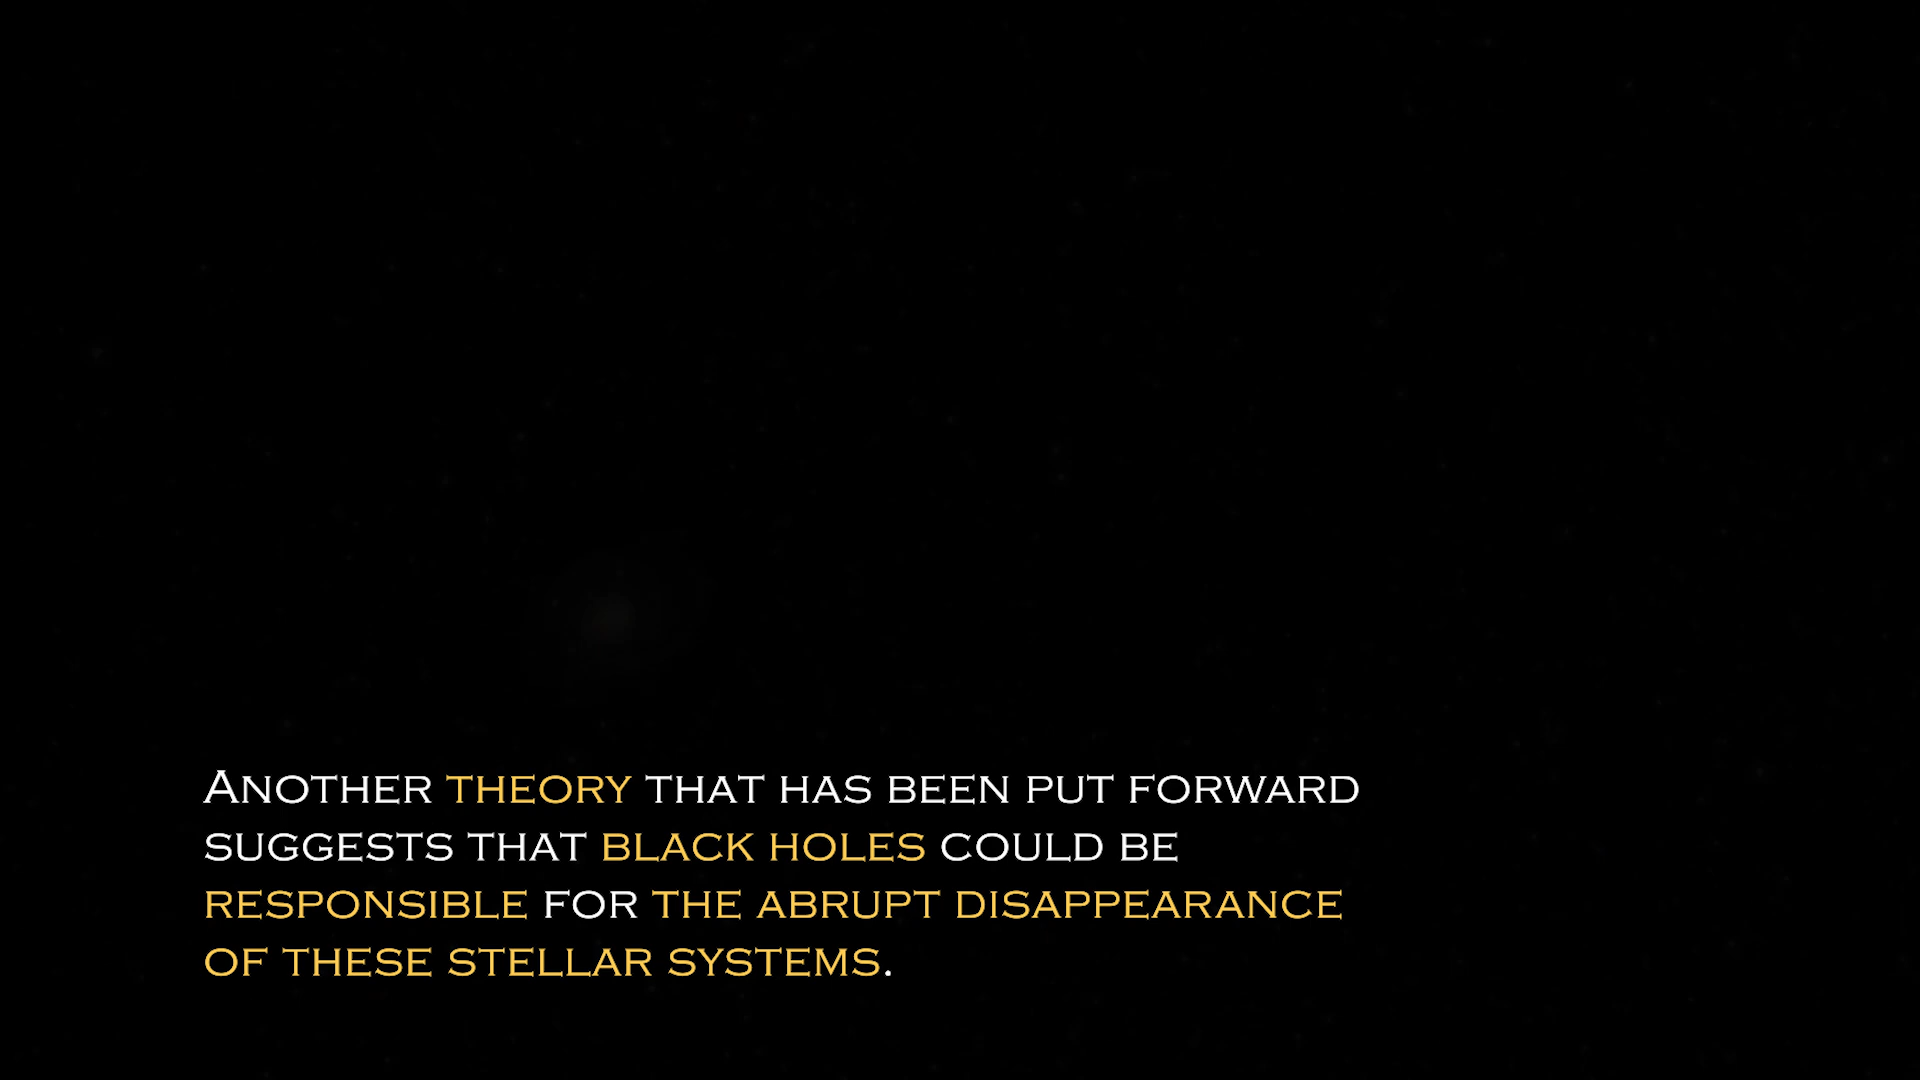 Another theory that has been put forward
suggests that black holes could be
responsible for the abrupt disappearance
of these stellar systems.